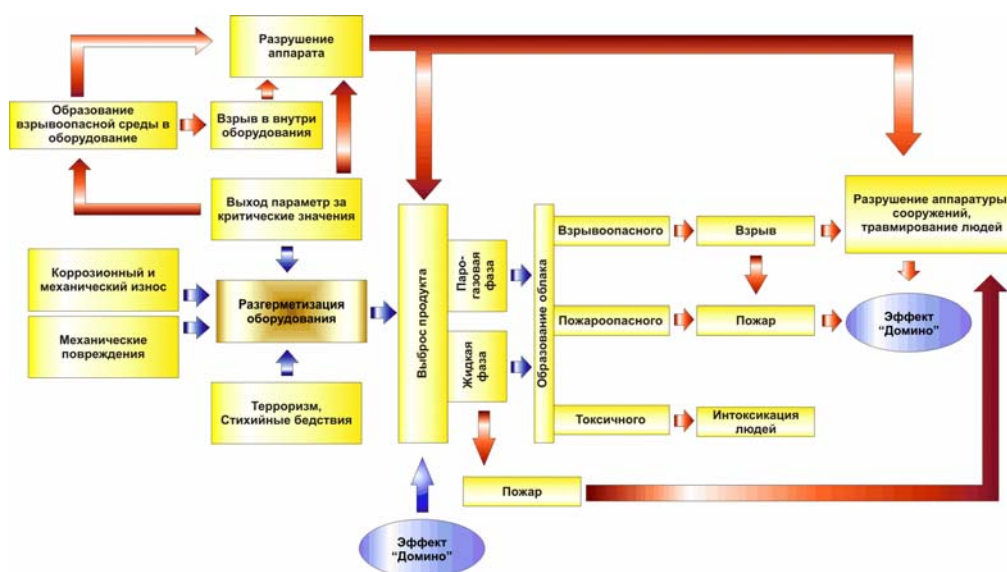 Разрушение
аппарата
Образование
взрывоопасной среды в
оборудование
Взрыв в внутри
оборудования
Выход параметр за
критические значения
Коррозионный и
механический износ
Механические
повреждения
Разгерметизация
оборудования
Терроризм,
Стихийные бедствия
Выброс продукта
Паро-
газовая
фаза
Жидкая
фаза
Образование облака
Взрывоопасного
Взрыв
Разрушение аппаратуры
сооружений,
травмирование людей
Пожароопасного
Пожар
Эффект
“Домино”
Токсичного
Интоксикация
людей
Пожар
Эффект
“Домино”